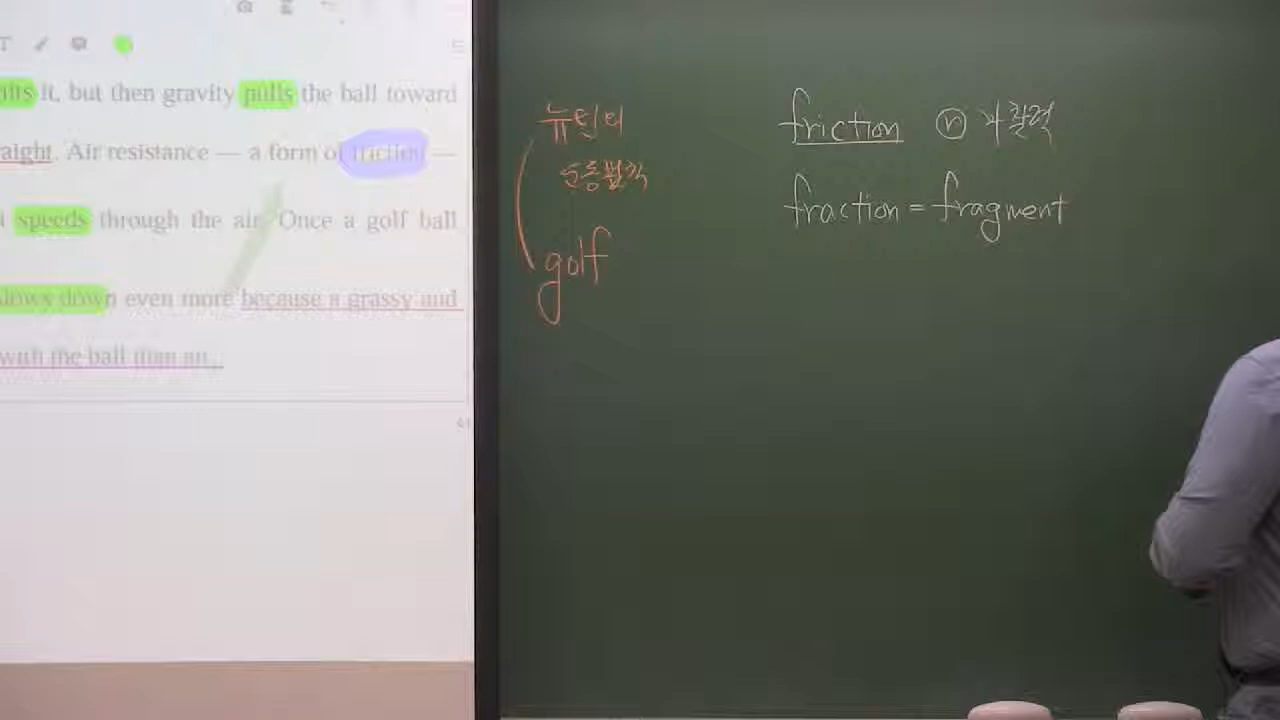 it, but then gravity pulls the ball toward
aight. Air resistance — a form of friction —
speeds through the air. Once a golf ball
slows down even more because a grassy and
with the ball than air.
뉴턴의
운동법칙
golf
friction ⓝ 마찰력
fraction = fragment